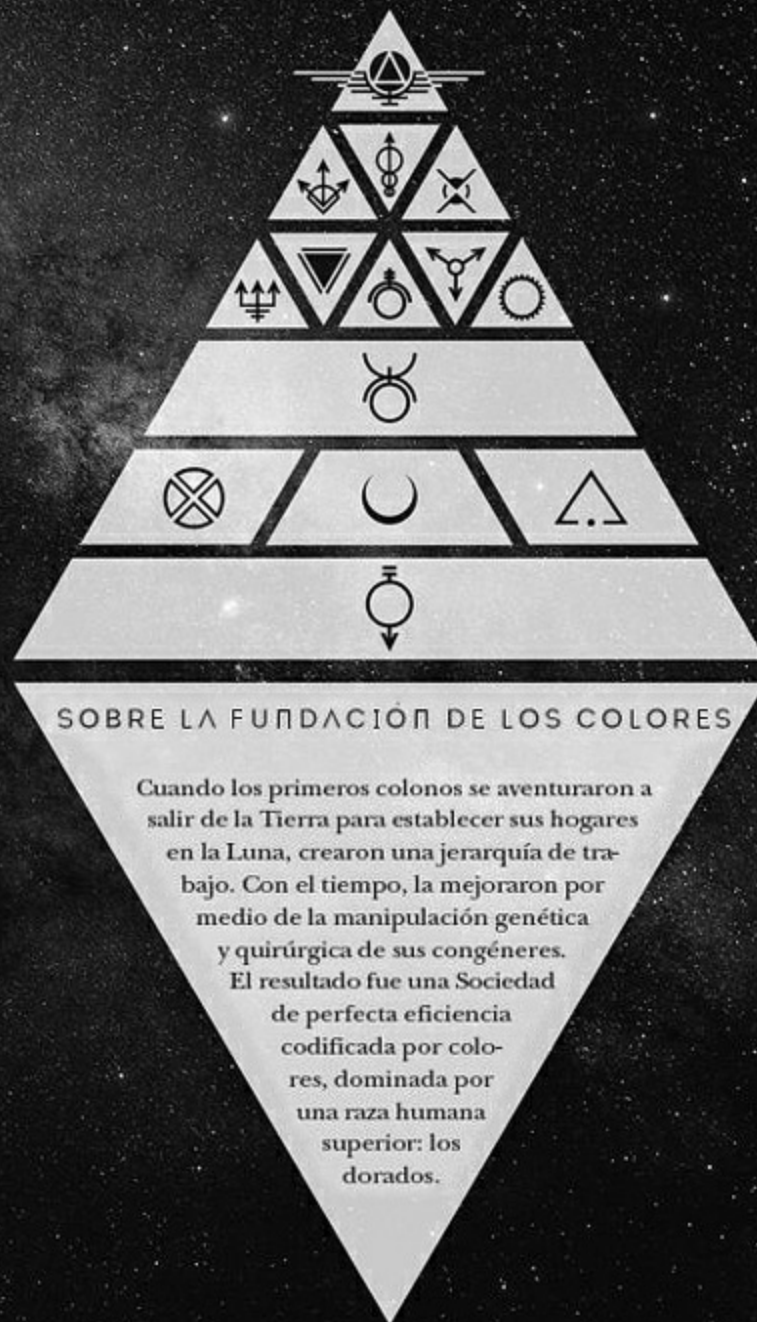 SOBRE LA FUNDACIÓN DE LOS COLORES
Cuando los primeros colonos se aventuraron a
salir de la Tierra para establecer sus hogares
en la Luna, crearon una jerarquía de tra-
bajo. Con el tiempo, la mejoraron por
medio de la manipulación genética
y quirúrgica de sus congéneres.
El resultado fue una Sociedad
de perfecta eficiencia
codificada por colo-
res, dominada por
una raza humana
superior: los
dorados.